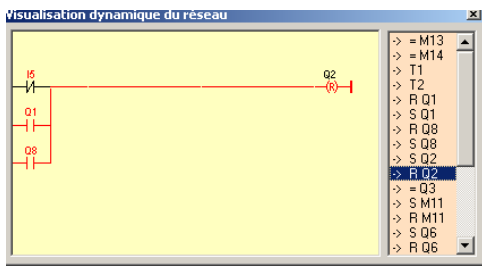 Visualisation dynamique du réseau
I5
Q2
(R)
Q1
Q8
-> = M13
-> = M14
-> T1
-> T2
-> R Q1
-> S Q1
-> R Q8
-> S Q8
-> S Q2
-> R Q2
-> = Q3
-> S M11
-> R M11
-> S Q6
-> R Q6